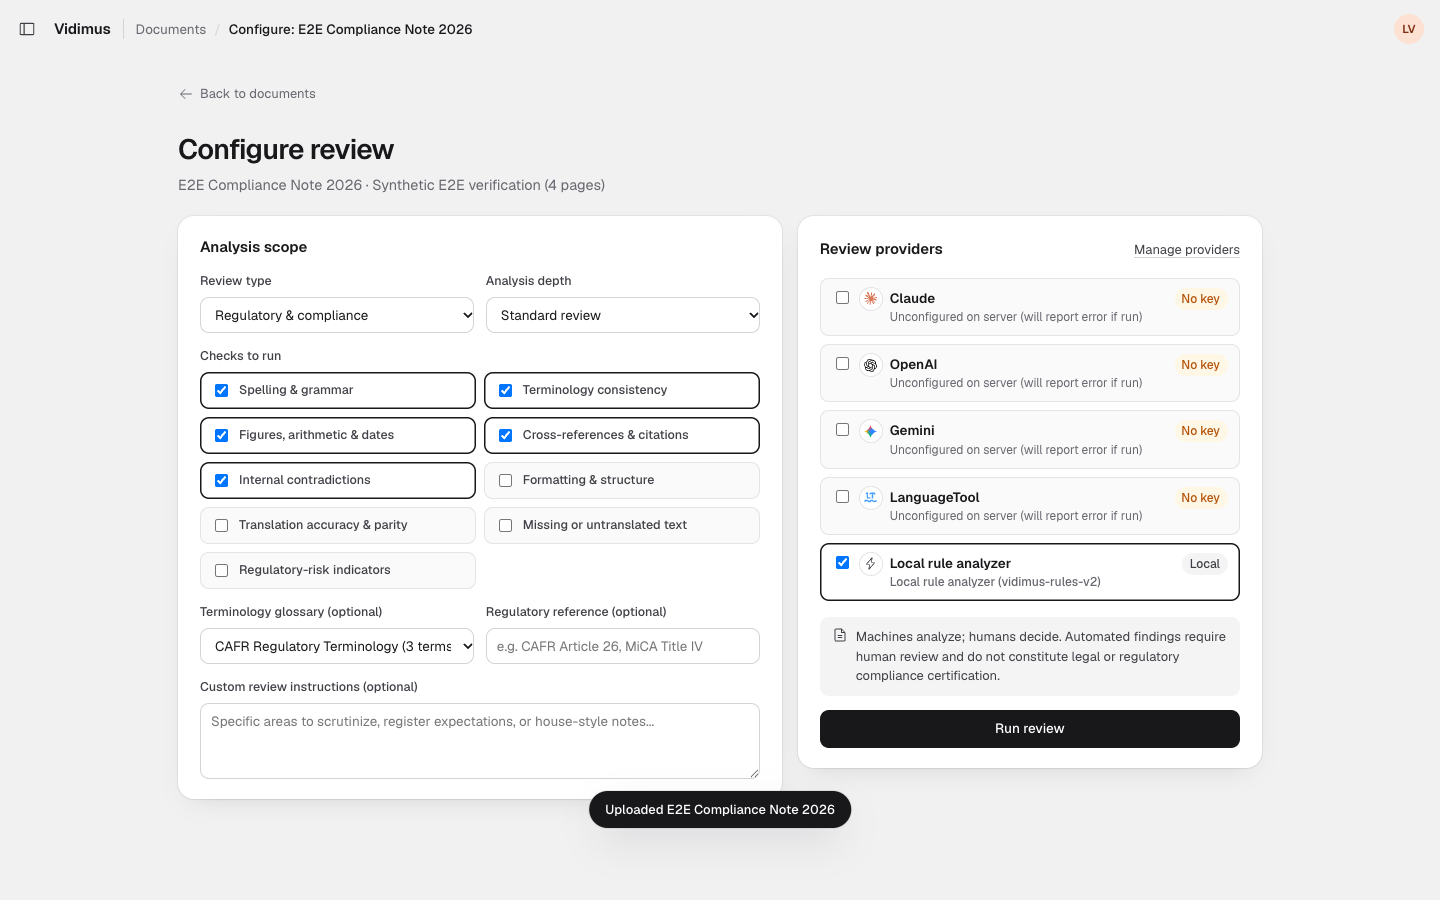 Vidimus
Documents / Configure: E2E Compliance Note 2026
LV
Back to documents
Configure review
E2E Compliance Note 2026 · Synthetic E2E verification (4 pages)
Analysis scope
Review type
Analysis depth
Regulatory & compliance
Standard review
Checks to run
Spelling & grammar
Terminology consistency
Figures, arithmetic & dates
Cross-references & citations
Internal contradictions
Formatting & structure
Translation accuracy & parity
Missing or untranslated text
Regulatory-risk indicators
Terminology glossary (optional)
Regulatory reference (optional)
CAFR Regulatory Terminology (3 terms
e.g. CAFR Article 26, MiCA Title IV
Custom review instructions (optional)
Specific areas to scrutinize, register expectations, or house-style notes...
Review providers
Manage providers
Claude
No key
Unconfigured on server (will report error if run)
OpenAI
No key
Unconfigured on server (will report error if run)
Gemini
No key
Unconfigured on server (will report error if run)
LT
LanguageTool
No key
Unconfigured on server (will report error if run)
Local rule analyzer
Local
Local rule analyzer (vidimus-rules-v2)
Machines analyze; humans decide. Automated findings require
human review and do not constitute legal or regulatory
compliance certification.
Run review
Uploaded E2E Compliance Note 2026